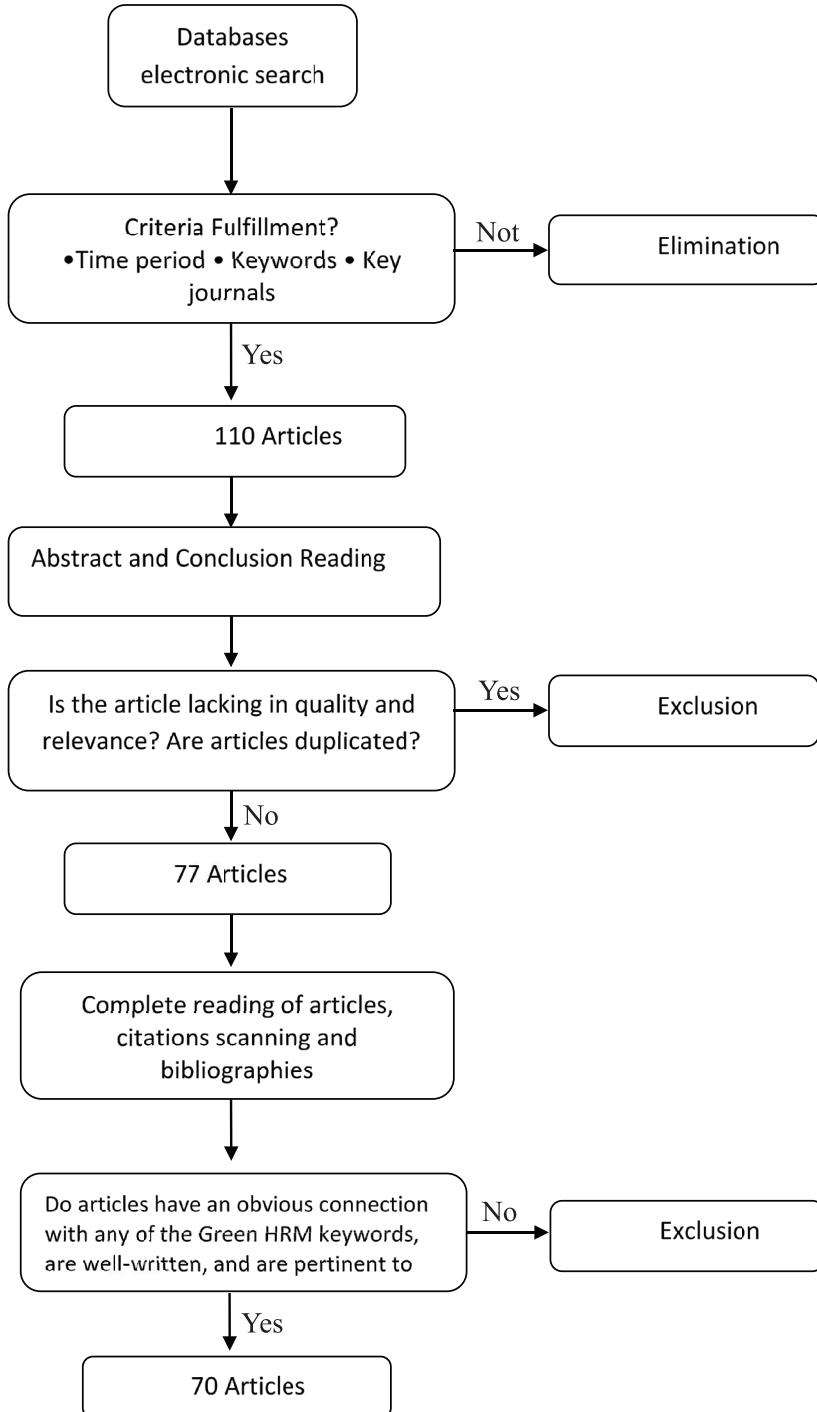 Databases
electronic search
Criteria Fulfillment?
•Time period • Keywords • Key
journals
Not
Elimination
Yes
110 Articles
Abstract and Conclusion Reading
Is the article lacking in quality and
relevance? Are articles duplicated?
Yes
Exclusion
No
77 Articles
Complete reading of articles,
citations scanning and
bibliographies
Do articles have an obvious connection
with any of the Green HRM keywords,
are well-written, and are pertinent to
No
Exclusion
Yes
70 Articles